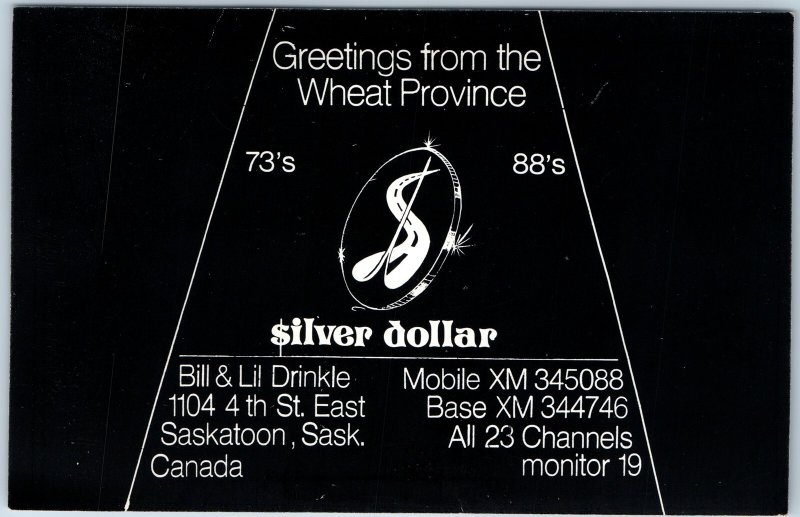 Greetings from the
Wheat Province
73's 88's
$ilver dollar
Bill & Lil Drinkle
1104 4 th St. East
Saskatoon, Sask.
Canada
Mobile XM 345088
Base XM 344746
All 23 Channels
monitor 19